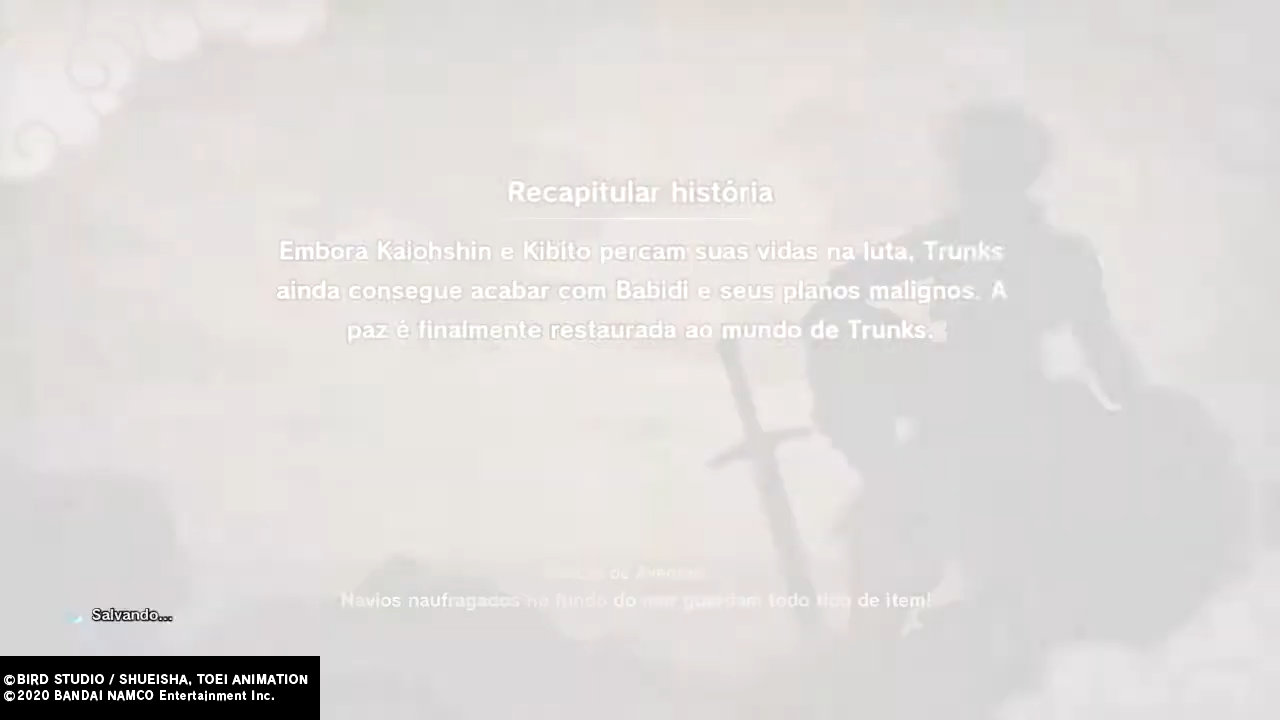 Recapitular história
Embora Kaiohshin e Kibito percam suas vidas na luta, Trunks
ainda consegue acabar com Babidi e seus planos malignos. A
paz é finalmente restaurada ao mundo de Trunks.
de
Navios naufragados no fundo do mar guardam todo tipo de item!
Salvando...
©BIRD STUDIO / SHUEISHA, TOEI ANIMATION
©2020 BANDAI NAMCO Entertainment Inc.